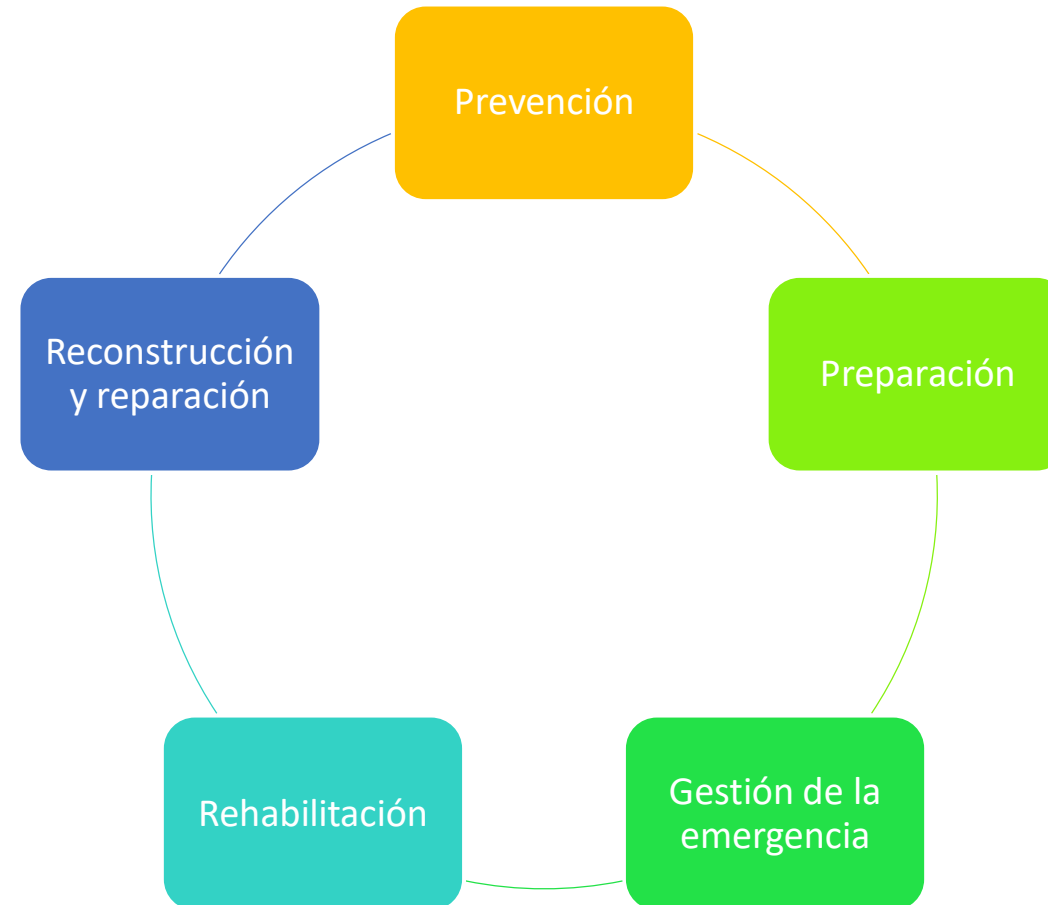 Prevención
Preparación
Gestión de la
emergencia
Rehabilitación
Reconstrucción
y reparación